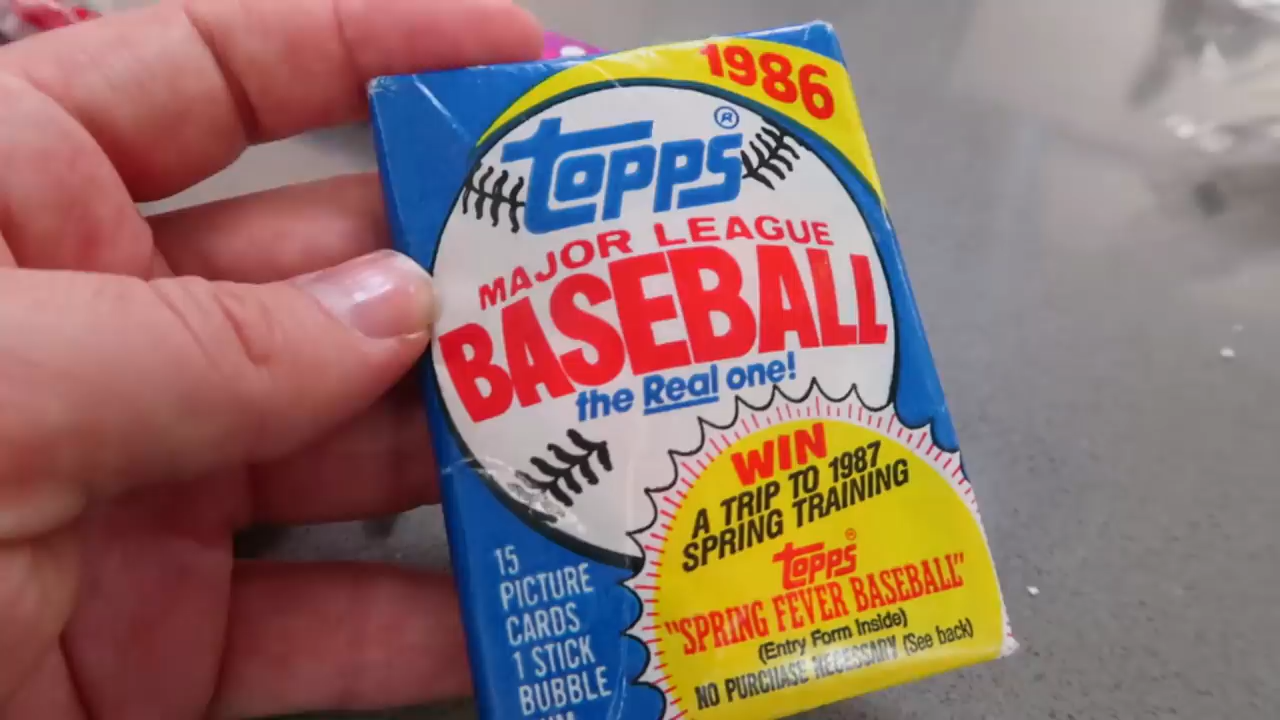 1986
Topps®
MAJOR LEAGUE
BASEBALL
the Real one!
WIN
A TRIP TO 1987
SPRING TRAINING
Topps®
"SPRING FEVER BASEBALL"
(Entry Form Inside)
NO PURCHASE NECESSARY (See back)
15
PICTURE
CARDS
1 STICK
BUBBLE